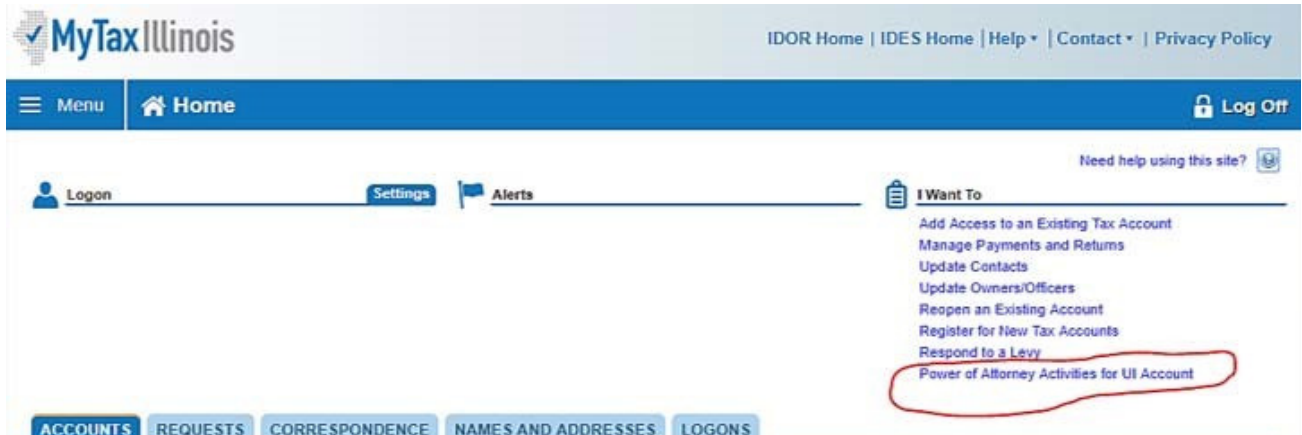 MyTax Illinois
IDOR Home | IDES Home | Help ▾ | Contact ▾ | Privacy Policy
Menu Home Log Off
Need help using this site?
Logon Settings Alerts I Want To
Add Access to an Existing Tax Account
Manage Payments and Returns
Update Contacts
Update Owners/Officers
Reopen an Existing Account
Register for New Tax Accounts
Respond to a Levy
Power of Attorney Activities for UI Account
ACCOUNTS REQUESTS CORRESPONDENCE NAMES AND ADDRESSES LOGONS